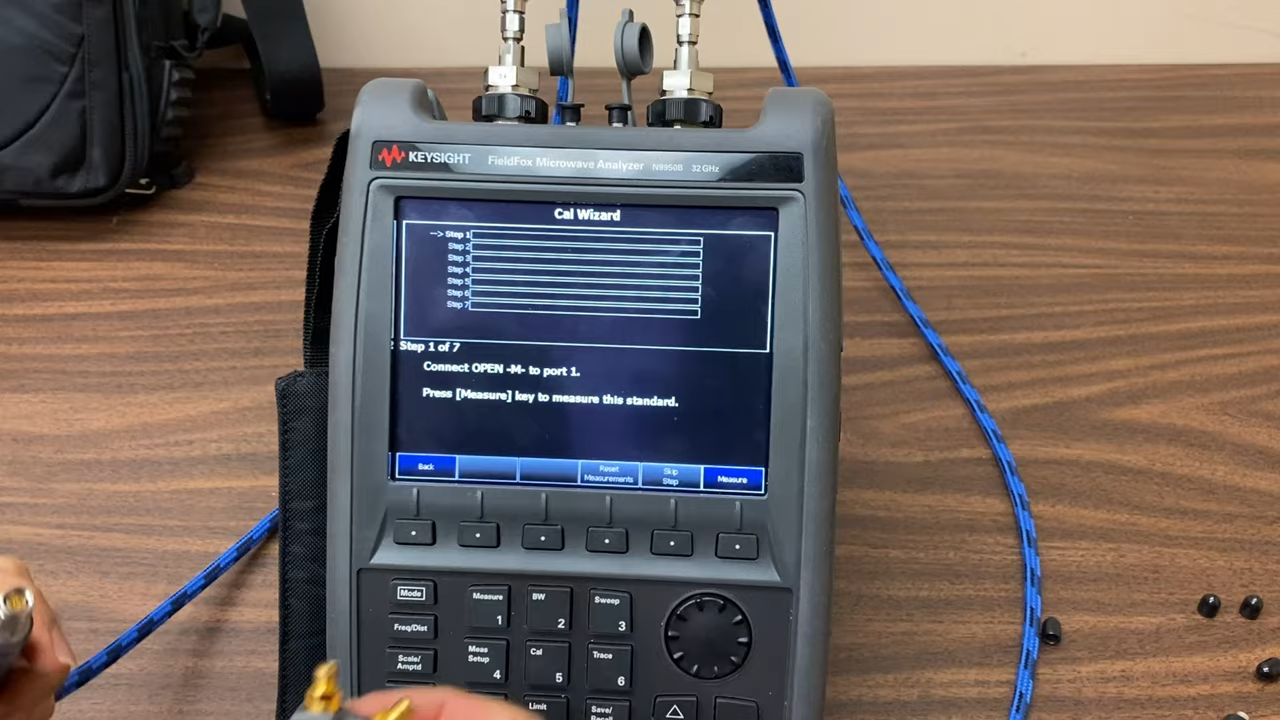 KEYSIGHT FieldFox Microwave Analyzer N9950B 32 GHz
Cal Wizard
--> Step 1
Step 2
Step 3
Step 4
Step 5
Step 6
Step 7
Step 1 of 7
Connect OPEN -M- to port 1.
Press [Measure] key to measure this standard.
Back
Reset Measurements
Skip Step
Measure
Mode
Measure 1
BW 2
Sweep 3
Freq/Dist
Scale/
Amptd
Meas Setup 4
Cal 5
Trace 6
Limit
Save/
Recall